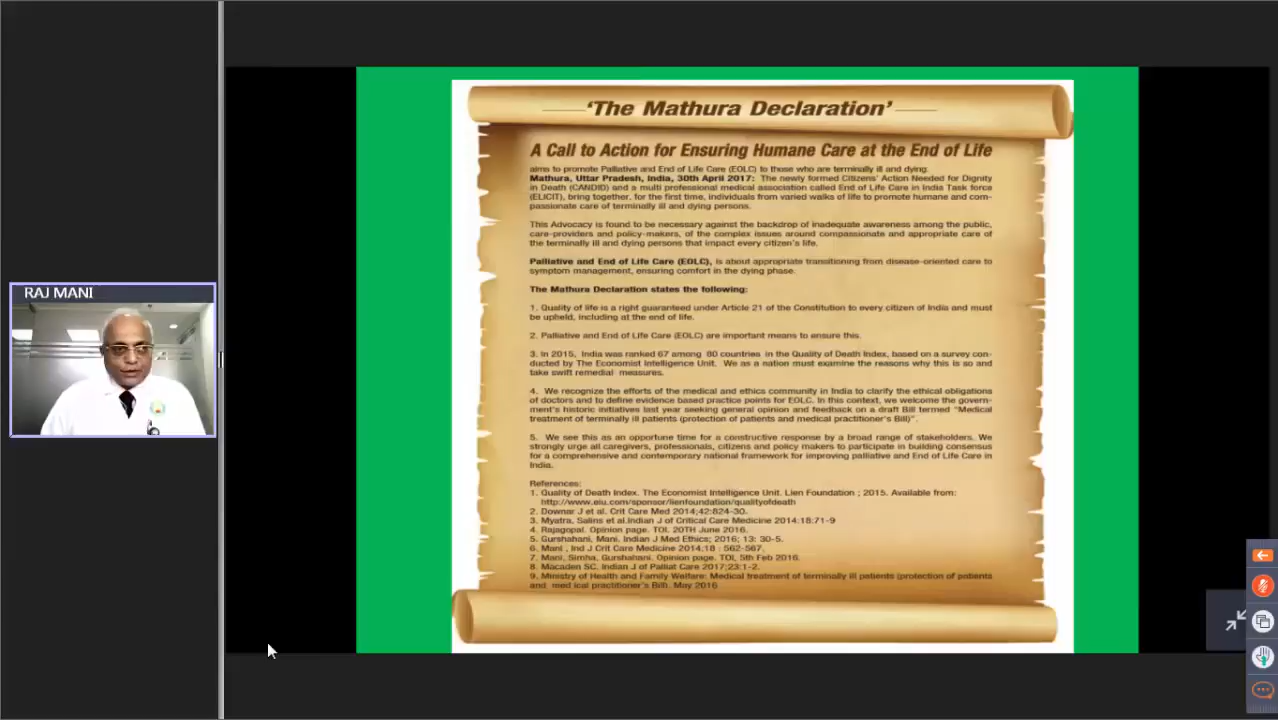 'The Mathura Declaration'
A Call to Action for Ensuring Humane Care at the End of Life
aims to promote Palliative and End of Life Care (EOLC) to those who are terminally ill and dying.
Mathura, Uttar Pradesh, India, 30th April 2017: The newly formed Citizens' Action Needed for Dignity
in Death (CANDID) and a multi professional medical association called End of Life Care in India Task force
(ELICIT), bring together, for the first time, individuals from varied walks of life to promote humane and com-
passionate care of terminally ill and dying persons.
This Advocacy is found to be necessary against the backdrop of inadequate awareness among the public,
care-providers and policy-makers, of the complex issues around compassionate and appropriate care of
the terminally ill and dying persons that impact every citizen's life.
Palliative and End of Life Care (EOLC), is about appropriate transitioning from disease-oriented care to
symptom management, ensuring comfort in the dying phase.
The Mathura Declaration states the following:
1. Quality of life is a right guaranteed under Article 21 of the Constitution to every citizen of India and must
be upheld, including at the end of life.
2. Palliative and End of Life Care (EOLC) are important means to ensure this.
3. In 2015, India was ranked 67 among 80 countries in the Quality of Death Index, based on a survey con-
ducted by The Economist Intelligence Unit. We as a nation must examine the reasons why this is so and
take swift remedial measures.
4. We recognize the efforts of the medical and ethics community in India to clarify the ethical obligations
of doctors and to define evidence based practice points for EOLC. In this context, we welcome the govern-
ment's historic initiatives last year seeking general opinion and feedback on a draft Bill termed "Medical
treatment of terminally ill patients (protection of patients and medical practitioner's Bill)".
5. We see this as an opportune time for a constructive response by a broad range of stakeholders. We
strongly urge all caregivers, professionals, citizens and policy makers to participate in building consensus
for a comprehensive and contemporary national framework for improving palliative and End of Life Care in
India.
References:
1. Quality of Death Index. The Economist Intelligence Unit. Lien Foundation ; 2015. Available from:
http://www.eiu.com/sponsor/lienfoundation/qualityofdeath
2. Downar J et al. Crit Care Med 2014;42:824-30.
3. Myatra, Salins et al.Indian J of Critical Care Medicine 2014:18:71-9
4. Rajagopal. Opinion page. TOI. 20TH June 2016.
5. Gurshahani, Mani. Indian J Med Ethics; 2016; 13: 30-5.
6. Mani , Ind J Crit Care Medicine 2014;18 : 562-567.
7. Mani, Simha, Gurshahani. Opinion page. TOI, 5th Feb 2016.
8. Macaden SC. Indian J of Palliat Care 2017;23:1-2.
9. Ministry of Health and Family Welfare: Medical treatment of terminally ill patients (protection of patients
and med ical practitioner's Bill). May 2016
RAJ MANI